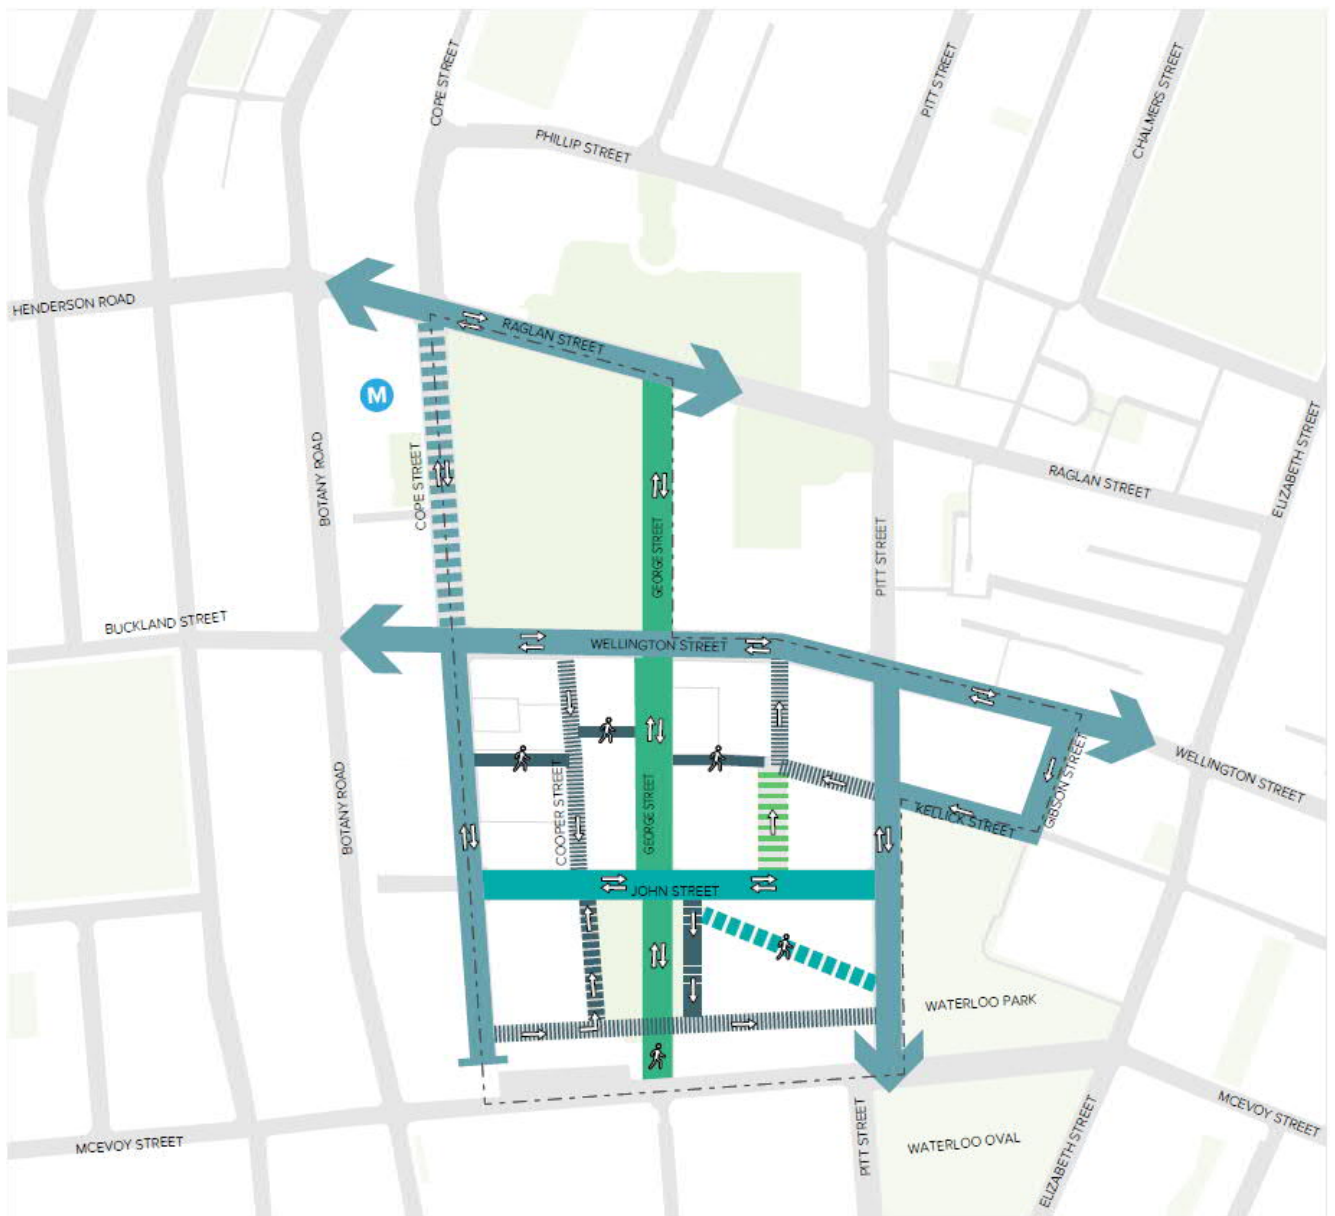 COPE STREET
PITT STREET
CHALMERS STREET
PHILLIP STREET
HENDERSON ROAD
RAGLAN STREET
M
BOTANY ROAD
COPE STREET
GEORGE STREET
PITT STREET
RAGLAN STREET
ELIZABETH STREET
BUCKLAND STREET
WELLINGTON STREET
WELLINGTON STREET
GIBSON STREET
KELLICK STREET
BOTANY ROAD
COOPER STREET
GEORGE STREET
JOHN STREET
WATERLOO PARK
MCEVOY STREET
PITT STREET
WATERLOO OVAL
ELIZABETH STREET
MCEVOY STREET